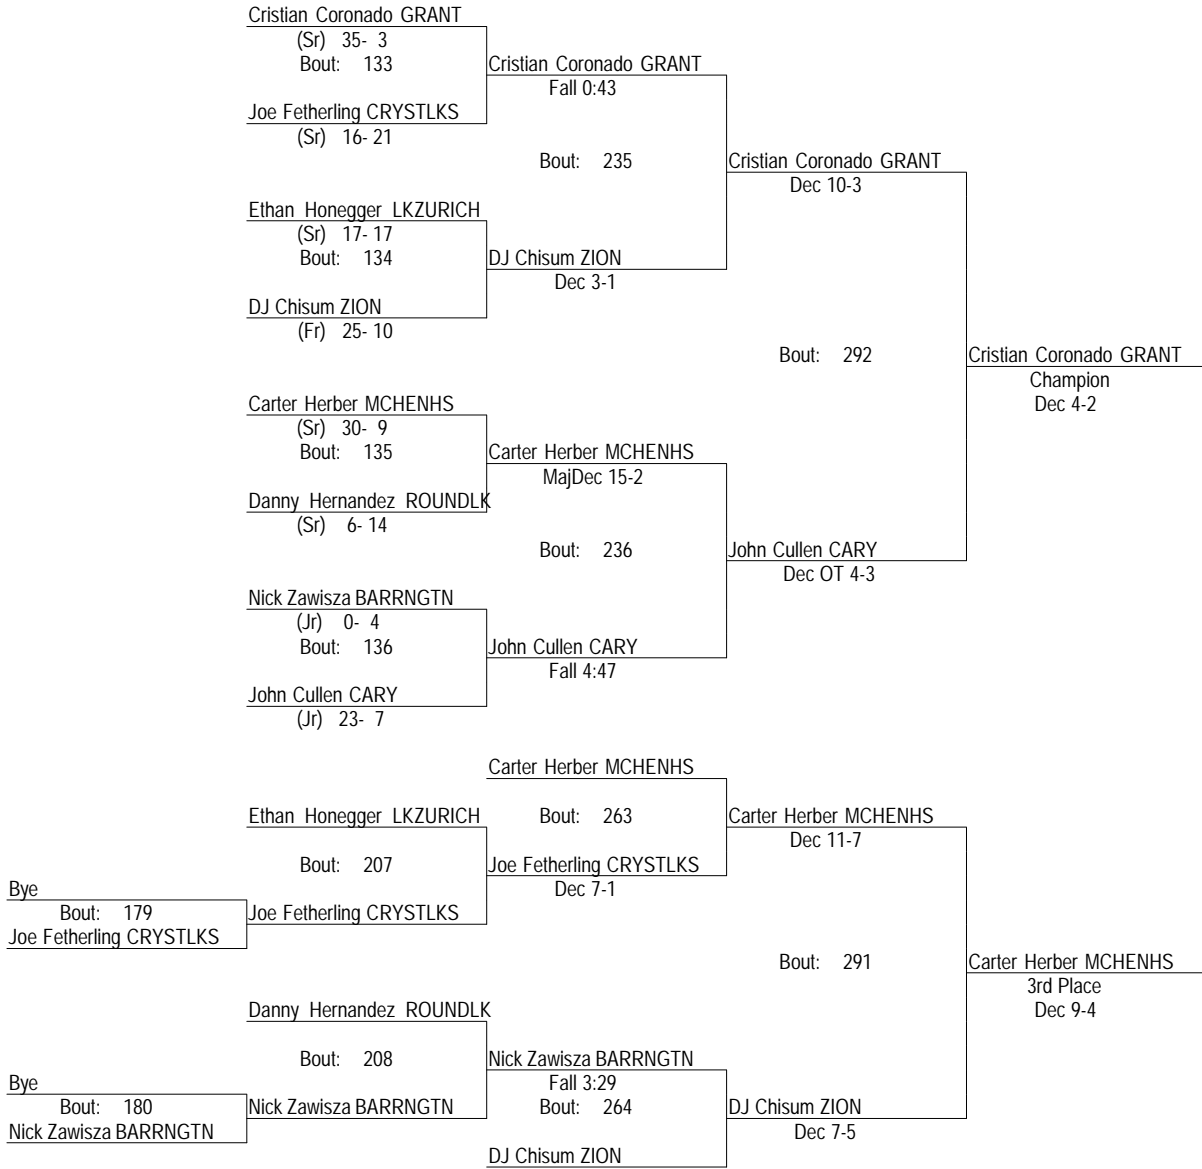 Cristian Coronado GRANT
(Sr) 35- 3
Bout: 133
Cristian Coronado GRANT
Fall 0:43
Joe Fetherling CRYSTLKS
(Sr) 16- 21
Bout: 235
Cristian Coronado GRANT
Dec 10-3
Ethan Honegger LKZURICH
(Sr) 17- 17
Bout: 134
DJ Chisum ZION
Dec 3-1
DJ Chisum ZION
(Fr) 25- 10
Bout: 292
Cristian Coronado GRANT
Champion
Dec 4-2
Carter Herber MCHENHS
(Sr) 30- 9
Bout: 135
Carter Herber MCHENHS
MajDec 15-2
Danny Hernandez ROUNDLK
(Sr) 6- 14
Bout: 236
John Cullen CARY
Dec OT 4-3
Nick Zawisza BARRNGTN
(Jr) 0- 4
Bout: 136
John Cullen CARY
Fall 4:47
John Cullen CARY
(Jr) 23- 7
Carter Herber MCHENHS
Ethan Honegger LKZURICH
Bout: 263
Carter Herber MCHENHS
Dec 11-7
Bout: 207
Joe Fetherling CRYSTLKS
Dec 7-1
Bye
Bout: 179
Joe Fetherling CRYSTLKS
Joe Fetherling CRYSTLKS
Bout: 291
Carter Herber MCHENHS
3rd Place
Dec 9-4
Danny Hernandez ROUNDLK
Bout: 208
Nick Zawisza BARRNGTN
Fall 3:29
Bye
Bout: 180
Nick Zawisza BARRNGTN
Nick Zawisza BARRNGTN
Bout: 264
DJ Chisum ZION
Dec 7-5
DJ Chisum ZION